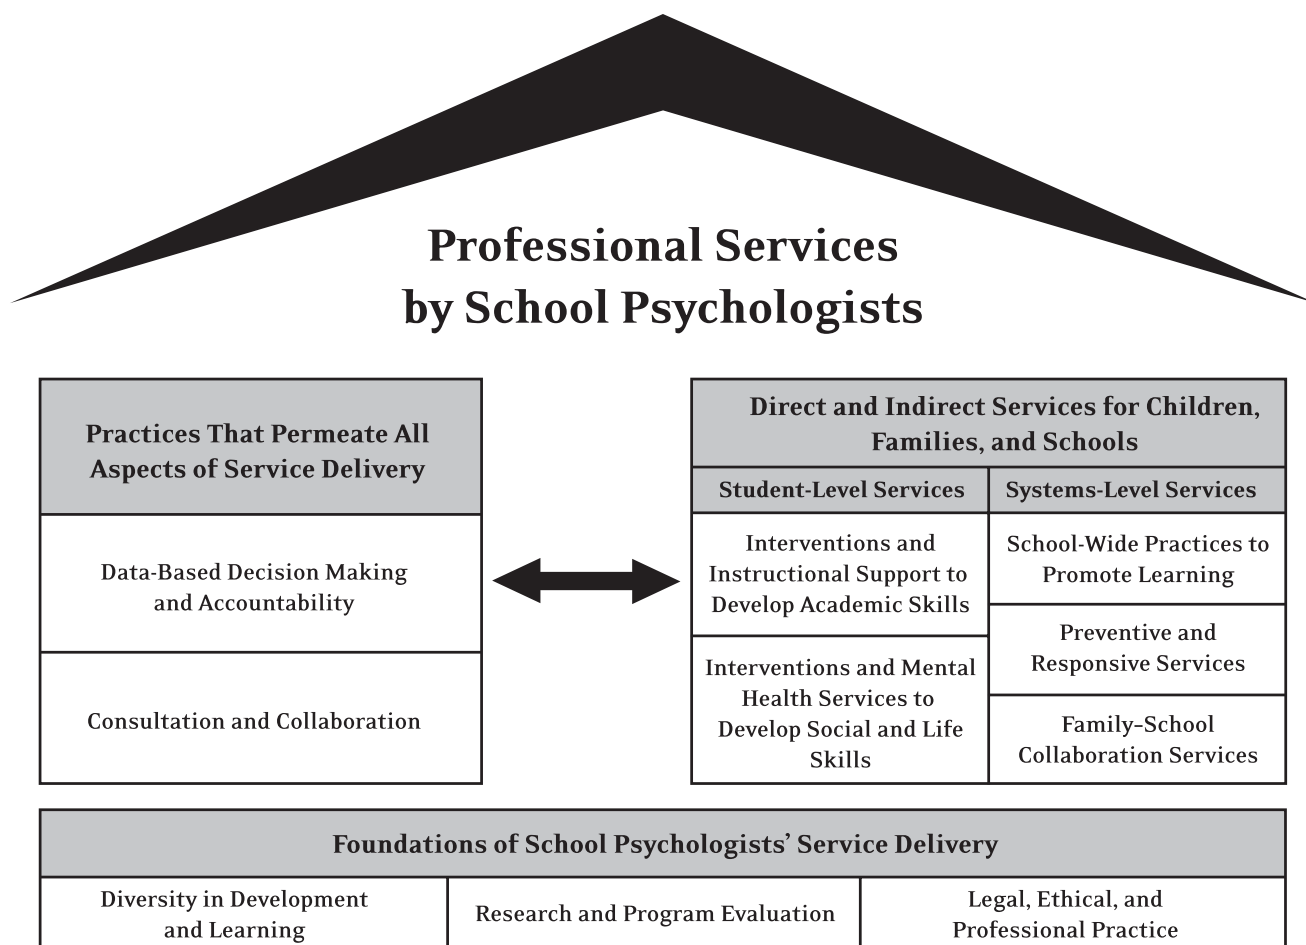 Professional Services
by School Psychologists
Practices That Permeate All
Aspects of Service Delivery
Data-Based Decision Making
and Accountability
Consultation and Collaboration
Direct and Indirect Services for Children,
Families, and Schools
Student-Level Services
Interventions and
Instructional Support to
Develop Academic Skills
Interventions and Mental
Health Services to
Develop Social and Life
Skills
Systems-Level Services
School-Wide Practices to
Promote Learning
Preventive and
Responsive Services
Family–School
Collaboration Services
Foundations of School Psychologists’ Service Delivery
Diversity in Development
and Learning
Research and Program Evaluation
Legal, Ethical, and
Professional Practice